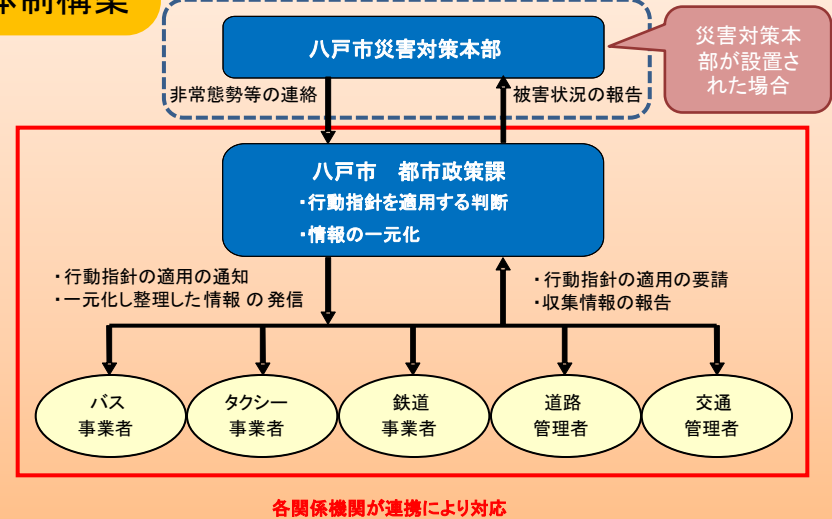 体制構築
八戸市災害対策本部
災害対策本
部が設置さ
れた場合
非常態勢等の連絡
被害状況の報告
八戸市　都市政策課
・行動指針を適用する判断
・情報の一元化
・行動指針の適用の通知
・一元化し整理した情報 の 発信
・行動指針の適用の要請
・収集情報の報告
バス
事業者
タクシー
事業者
鉄道
事業者
道路
管理者
交通
管理者
各関係機関が連携により対応